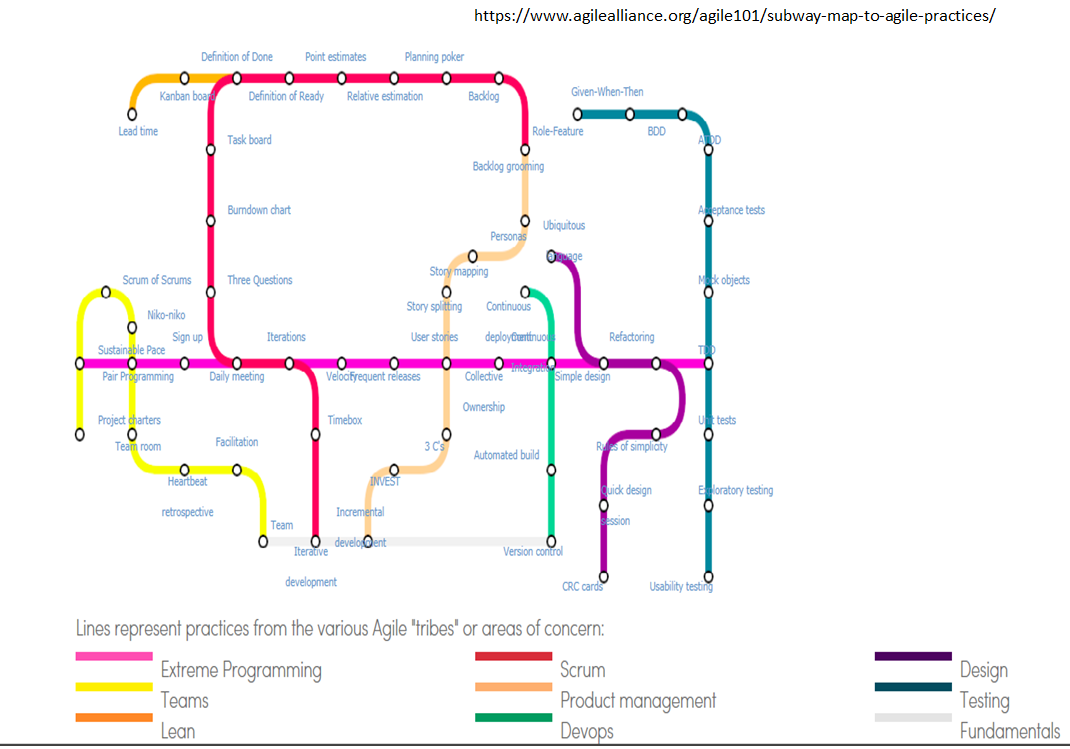 https://www.agilealliance.org/agile101/subway-map-to-agile-practices/
Definition of Done
Point estimates
Planning poker
Kanban board
Definition of Ready
Relative estimation
Backlog
Given-When-Then
Lead time
Role-Feature
BDD
Task board
ATDD
Backlog grooming
Burndown chart
Acceptance tests
Ubiquitous
Personas
language
Story mapping
Scrum of Scrums
Three Questions
Mock objects
Story splitting
Continuous
Niko-niko
Sign up
Iterations
User stories
deployment
Continuous
Refactoring
Sustainable Pace
TDD
Integration
Pair Programming
Daily meeting
Velocity
Frequent releases
Collective
Simple design
Ownership
Project charters
Timebox
Unit tests
Team room
Facilitation
3 C's
Rules of simplicity
Automated build
Heartbeat
INVEST
Quick design
Exploratory testing
retrospective
Incremental
session
Team
development
Iterative
Version control
development
CRC cards
Usability testing
Lines represent practices from the various Agile "tribes" or areas of concern:
Extreme Programming
Scrum
Design
Teams
Product management
Testing
Lean
Devops
Fundamentals